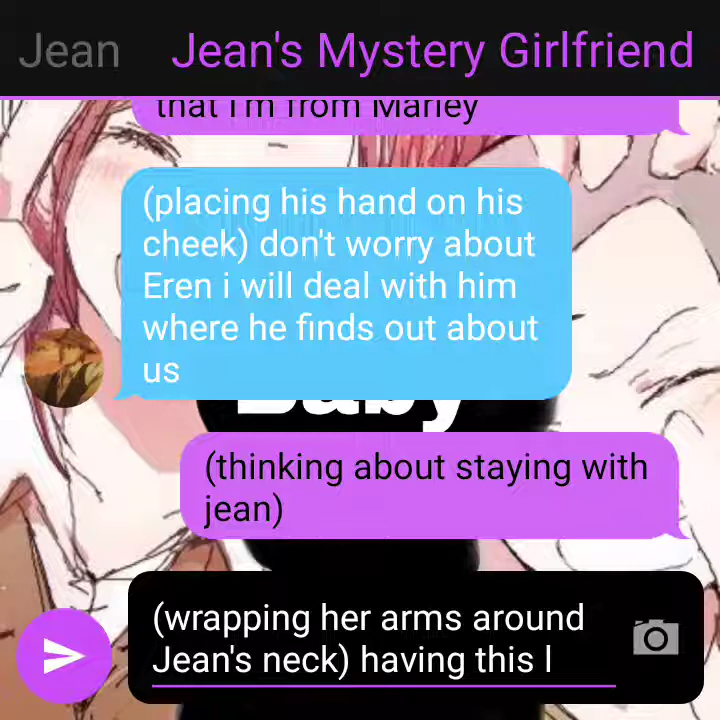 Jean Jean's Mystery Girlfriend
that I'm from Marley
(placing his hand on his
cheek) don't worry about
Eren i will deal with him
where he finds out about
us
Baby
(thinking about staying with
jean)
(wrapping her arms around
Jean's neck) having this l